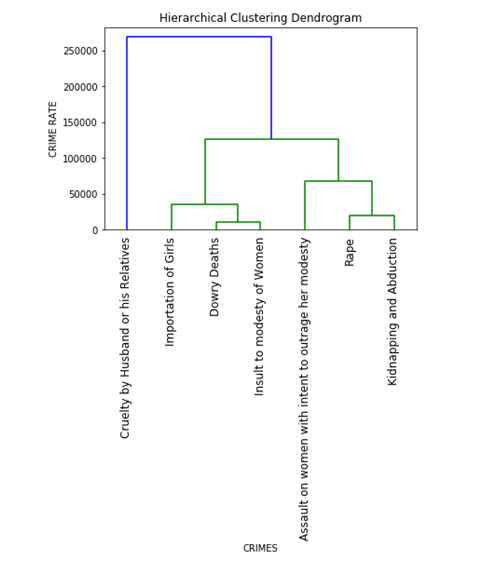 Hierarchical Clustering Dendrogram
CRIME RATE
250000
200000
150000
100000
50000
0
Cruelty by Husband or his Relatives
Importation of Girls
Dowry Deaths
Insult to modesty of Women
Assault on women with intent to outrage her modesty
Rape
Kidnapping and Abduction
CRIMES